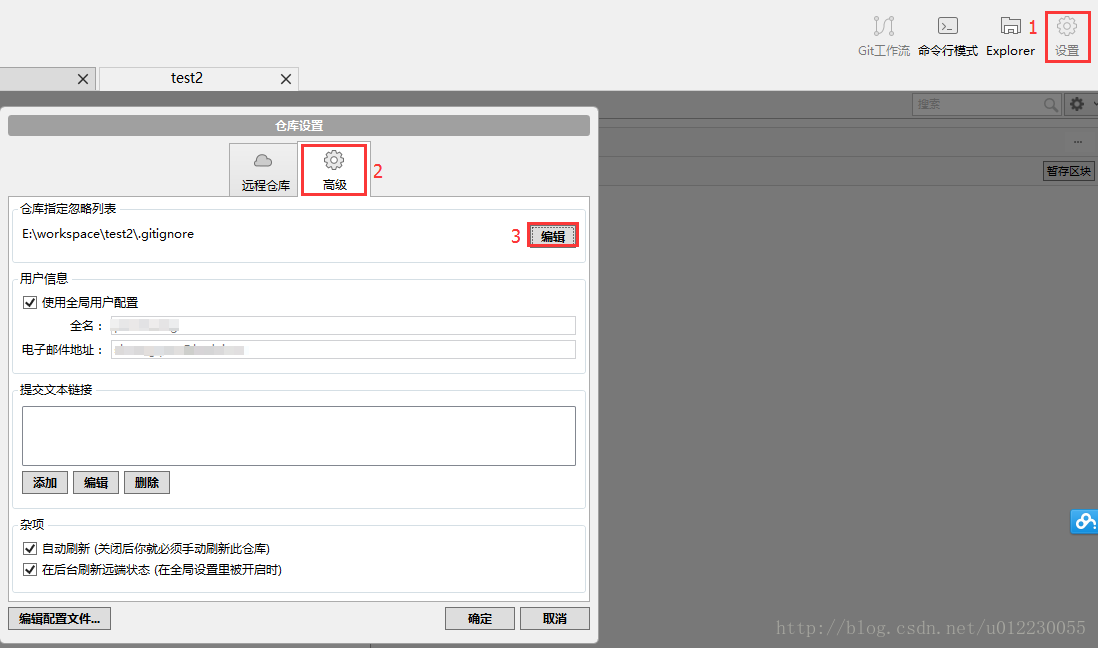 Git工作流 命令行模式 Explorer 1 设置
test2
搜索
仓库设置
...
远程仓库 高级 2
暂存区块
仓库指定忽略列表
E:\workspace\test2\.gitignore
3 编辑
用户信息
使用全局用户配置
全名：
电子邮件地址：
提交文本链接
添加 编辑 删除
杂项
自动刷新 (关闭后你就必须手动刷新此仓库)
在后台刷新远端状态 (在全局设置里被开启时)
编辑配置文件... 确定 取消
http://blog.csdn.net/u012230055